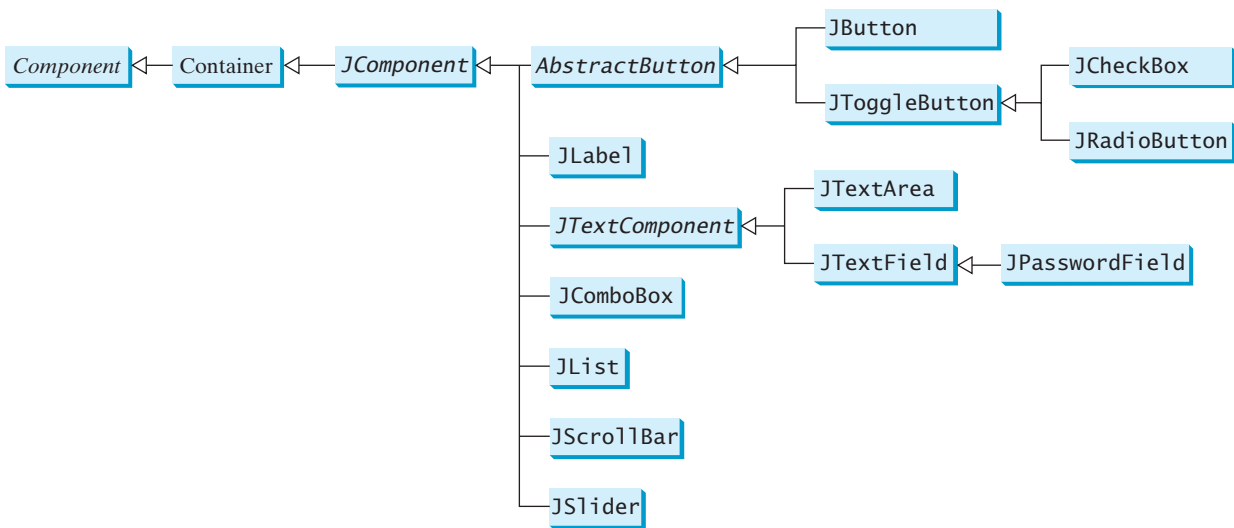 Component
Container
JComponent
AbstractButton
JButton
JToggleButton
JCheckBox
JRadioButton
JLabel
JTextComponent
JTextArea
JTextField
JPasswordField
JComboBox
JList
JScrollBar
JSlider